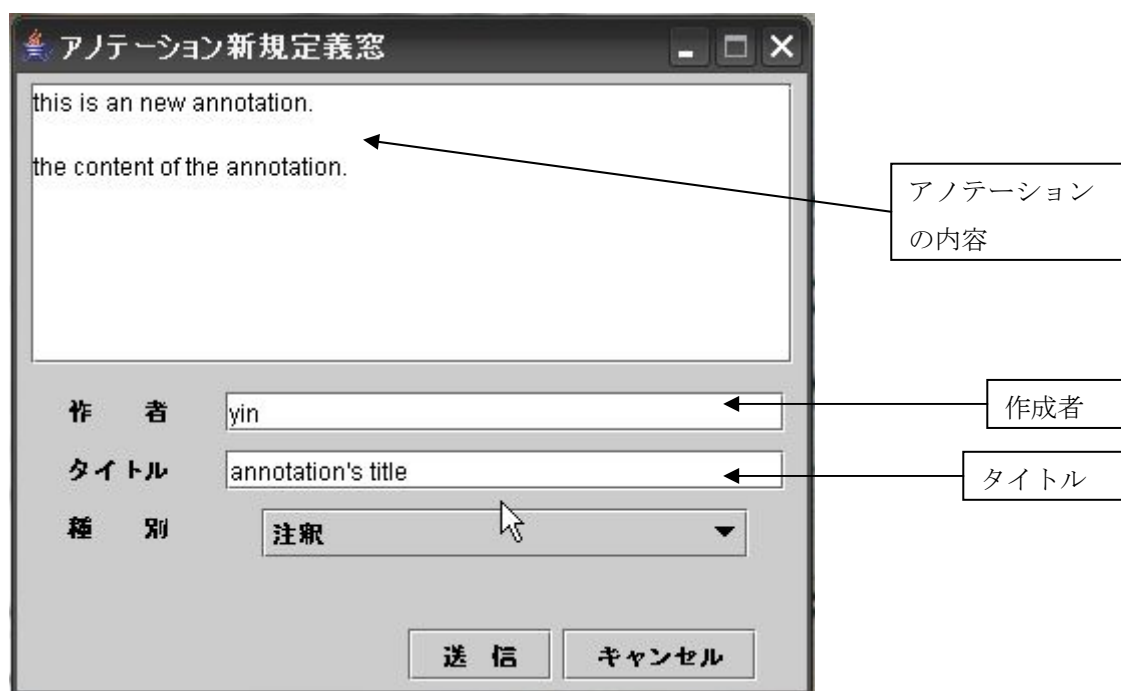 アノテーション新規定義窓
this is an new annotation.
the content of the annotation.
アノテーション
の内容
作 者
yin
作成者
タイトル
annotation's title
タイトル
種 別
注釈
送 信
キャンセル